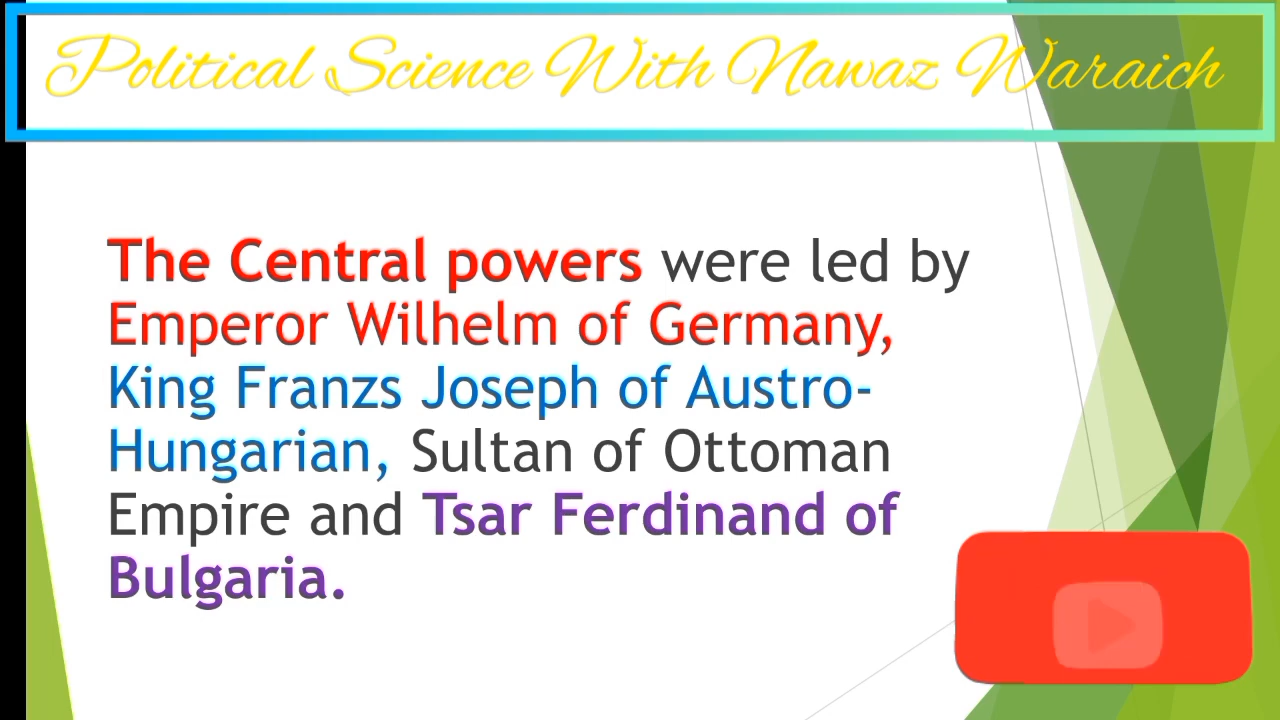 Political Science With Nawaz Waraich
The Central powers were led by
Emperor Wilhelm of Germany,
King Franzs Joseph of Austro-
Hungarian, Sultan of Ottoman
Empire and Tsar Ferdinand of
Bulgaria.